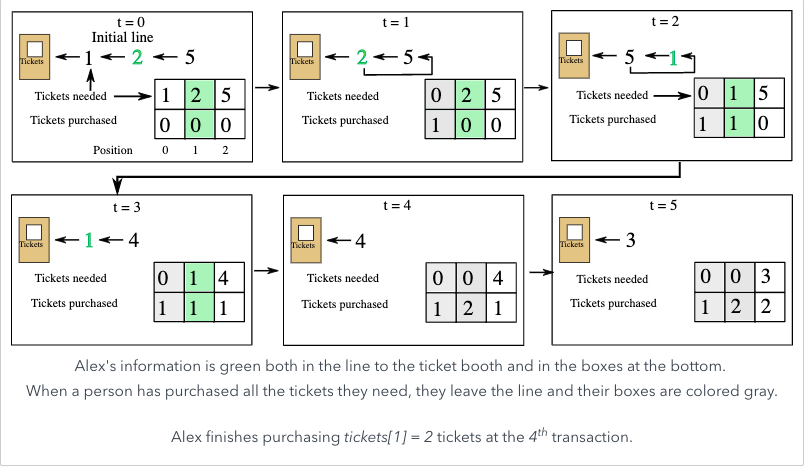 t = 0
Initial line
Tickets
1 2 5
Tickets needed 1 2 5
Tickets purchased 0 0 0
Position 0 1 2
t = 1
Tickets
2 5
Tickets needed 0 2 5
Tickets purchased 1 0 0
t = 2
Tickets
5 1
Tickets needed 0 1 5
Tickets purchased 1 1 0
t = 3
Tickets
1 4
Tickets needed 0 1 4
Tickets purchased 1 1 1
t = 4
Tickets
4
Tickets needed 0 0 4
Tickets purchased 1 2 1
t = 5
Tickets
3
Tickets needed 0 0 3
Tickets purchased 1 2 2
Alex's information is green both in the line to the ticket booth and in the boxes at the bottom.
When a person has purchased all the tickets they need, they leave the line and their boxes are colored gray.
Alex finishes purchasing tickets[1] = 2 tickets at the 4th transaction.